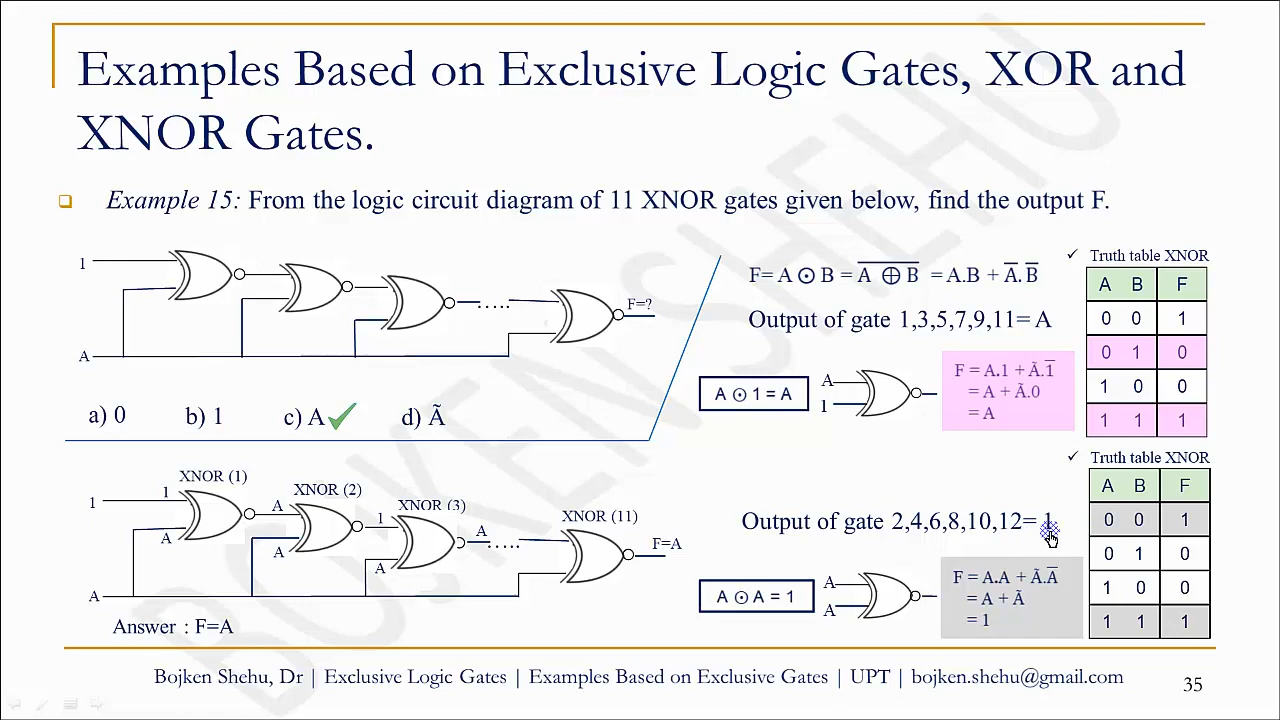 Examples Based on Exclusive Logic Gates, XOR and
XNOR Gates.
Example 15: From the logic circuit diagram of 11 XNOR gates given below, find the output F.
1
A
.....
F=?
a) 0 b) 1 c) A d) Ã
XNOR (1)
XNOR (2)
XNOR (3)
XNOR (11)
1 1
A A
A 1
A A
.....
F=A
A
Answer : F=A
F= A ⊙ B = A͞ ⊕͞ B͞ = A.B + A̅. B̅
Output of gate 1,3,5,7,9,11= A
A ⊙ 1 = A
A
1
F = A.1 + Ã.1̅
= A + Ã.0
= A
Output of gate 2,4,6,8,10,12= 1
A ⊙ A = 1
A
A
F = A.A + Ã.A̅
= A + Ã
= 1
✓ Truth table XNOR
A B F
0 0 1
0 1 0
1 0 0
1 1 1
✓ Truth table XNOR
A B F
0 0 1
0 1 0
1 0 0
1 1 1
BOJKEN SHEHU
Bojken Shehu, Dr | Exclusive Logic Gates | Examples Based on Exclusive Gates | UPT | bojken.shehu@gmail.com
35